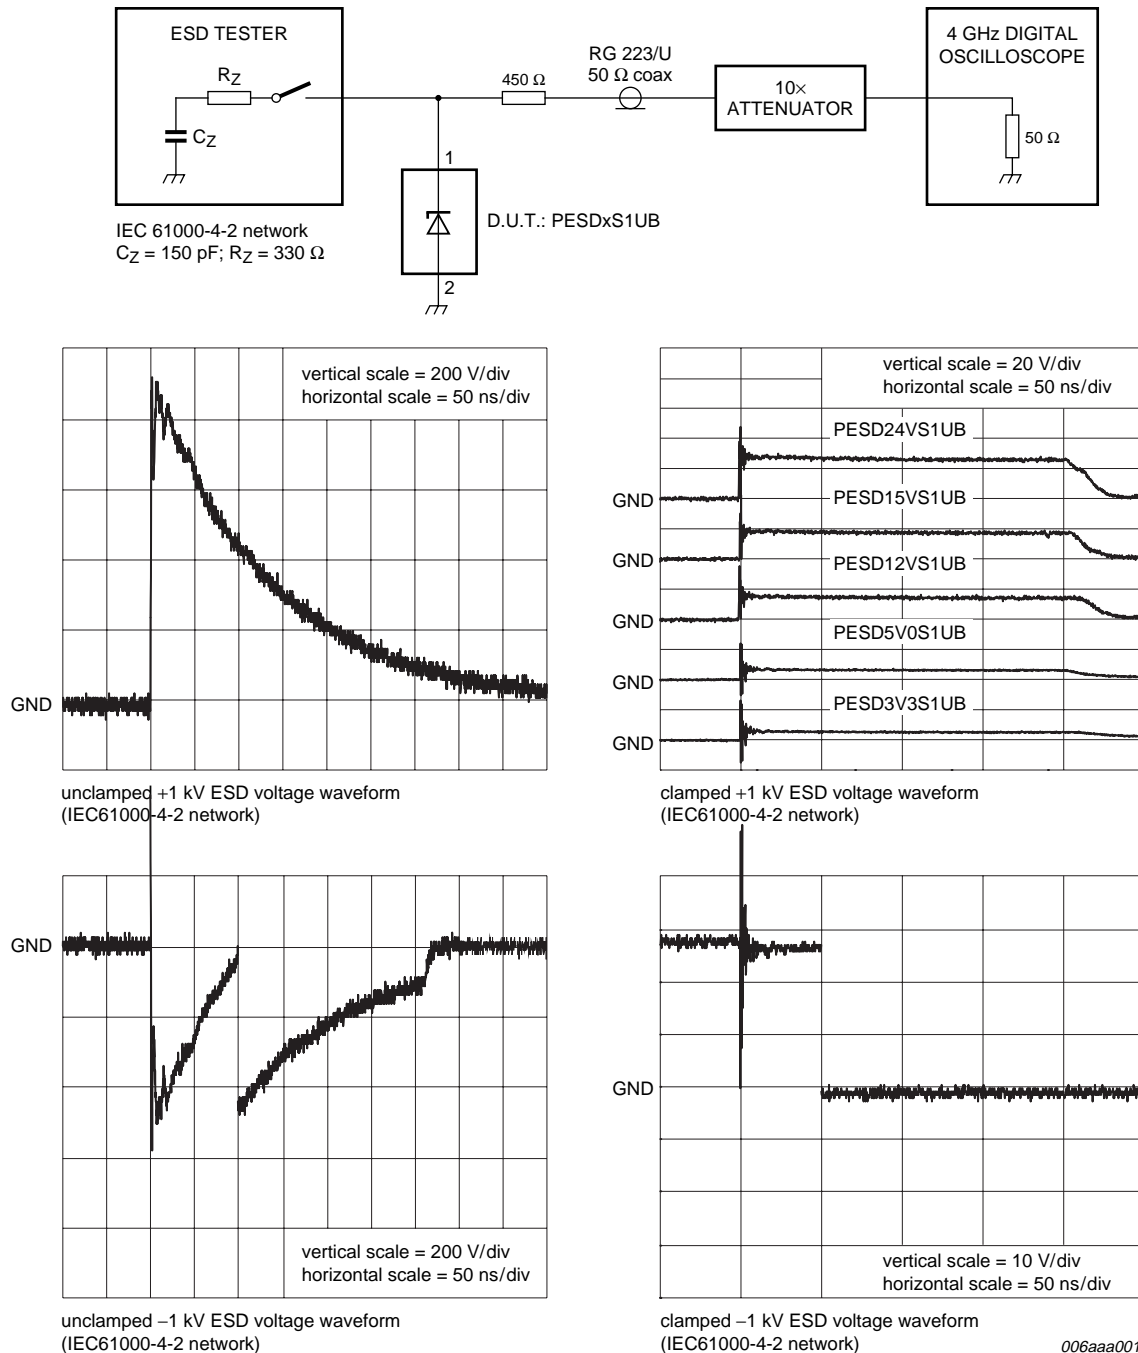 ESD TESTER
RZ
CZ
450 Ω
RG 223/U
50 Ω coax
10×
ATTENUATOR
4 GHz DIGITAL
OSCILLOSCOPE
50 Ω
1
D.U.T.: PESDxS1UB
2
IEC 61000-4-2 network
CZ = 150 pF; RZ = 330 Ω
vertical scale = 200 V/div
horizontal scale = 50 ns/div
GND
unclamped +1 kV ESD voltage waveform
(IEC61000-4-2 network)
vertical scale = 20 V/div
horizontal scale = 50 ns/div
PESD24VS1UB
GND
PESD15VS1UB
GND
PESD12VS1UB
GND
PESD5V0S1UB
GND
PESD3V3S1UB
GND
clamped +1 kV ESD voltage waveform
(IEC61000-4-2 network)
GND
vertical scale = 200 V/div
horizontal scale = 50 ns/div
unclamped −1 kV ESD voltage waveform
(IEC61000-4-2 network)
GND
vertical scale = 10 V/div
horizontal scale = 50 ns/div
clamped −1 kV ESD voltage waveform
(IEC61000-4-2 network)
006aaa001